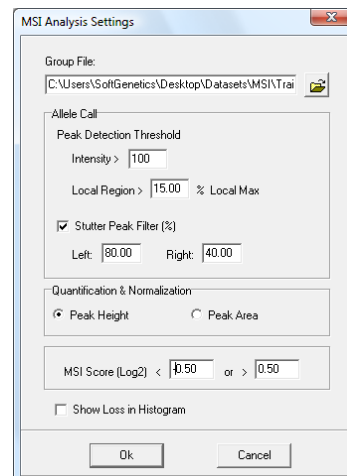 MSI Analysis Settings
Group File:
C:\Users\SoftGenetics\Desktop\Datasets\MSI\Trai
Allele Call
Peak Detection Threshold
Intensity > 100
Local Region > 15.00 % Local Max
Stutter Peak Filter (%)
Left: 80.00 Right: 40.00
Quantification & Normalization
Peak Height Peak Area
MSI Score (Log2) < -0.50 or > 0.50
Show Loss in Histogram
Ok Cancel